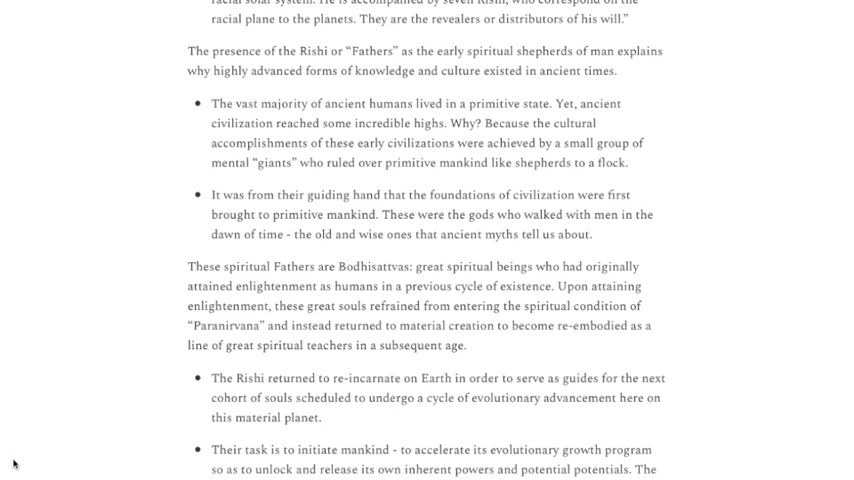 racial solar system. He is accompanied by seven Rishi, who correspond on the
racial plane to the planets. They are the revealers or distributors of his will.”
The presence of the Rishi or “Fathers” as the early spiritual shepherds of man explains
why highly advanced forms of knowledge and culture existed in ancient times.
• The vast majority of ancient humans lived in a primitive state. Yet, ancient
civilization reached some incredible highs. Why? Because the cultural
accomplishments of these early civilizations were achieved by a small group of
mental “giants” who ruled over primitive mankind like shepherds to a flock.
• It was from their guiding hand that the foundations of civilization were first
brought to primitive mankind. These were the gods who walked with men in the
dawn of time - the old and wise ones that ancient myths tell us about.
These spiritual Fathers are Bodhisattvas: great spiritual beings who had originally
attained enlightenment as humans in a previous cycle of existence. Upon attaining
enlightenment, these great souls refrained from entering the spiritual condition of
“Paranirvana” and instead returned to material creation to become re-embodied as a
line of great spiritual teachers in a subsequent age.
• The Rishi returned to re-incarnate on Earth in order to serve as guides for the next
cohort of souls scheduled to undergo a cycle of evolutionary advancement here on
this material planet.
• Their task is to initiate mankind - to accelerate its evolutionary growth program
so as to unlock and release its own inherent powers and potential potentials. The